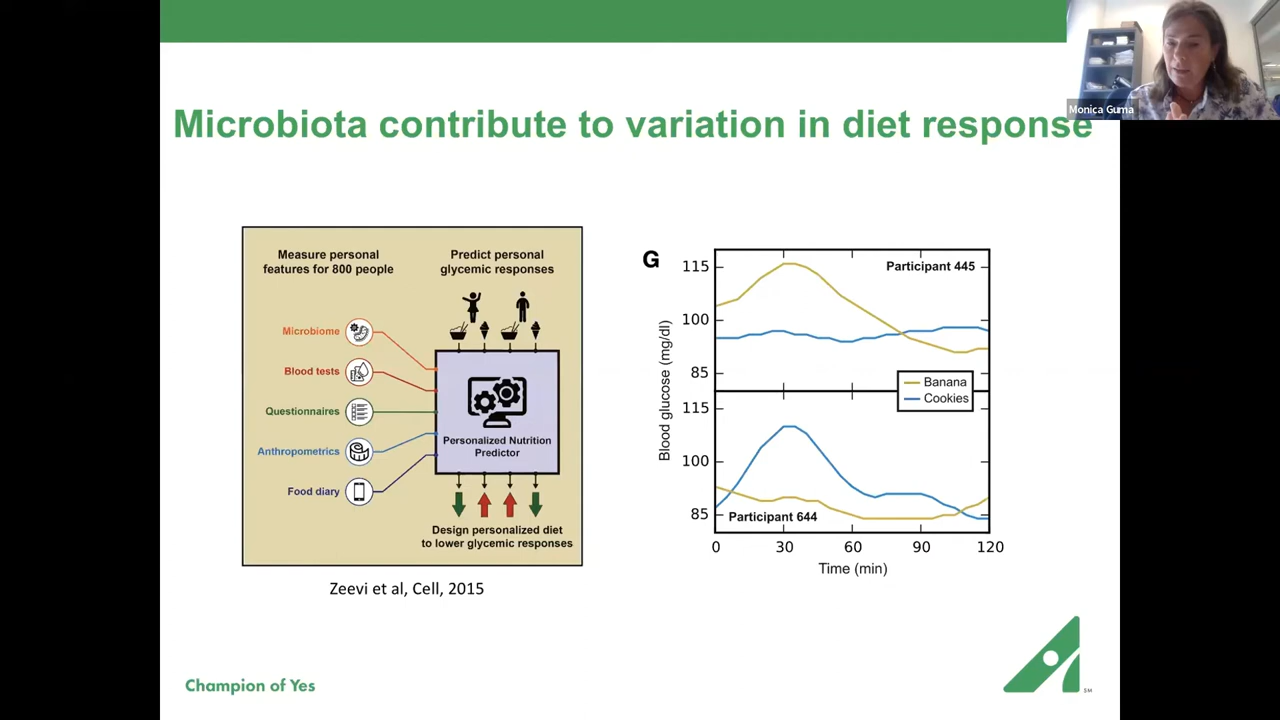 Monica Guma
Microbiota contribute to variation in diet response
Measure personal
features for 800 people
Predict personal
glycemic responses
Microbiome
Blood tests
Questionnaires
Anthropometrics
Food diary
Personalized Nutrition
Predictor
Design personalized diet
to lower glycemic responses
Zeevi et al, Cell, 2015
G
Blood glucose (mg/dl)
115
100
85
Participant 445
Banana
Cookies
115
100
85
Participant 644
0 30 60 90 120
Time (min)
Champion of Yes
SM